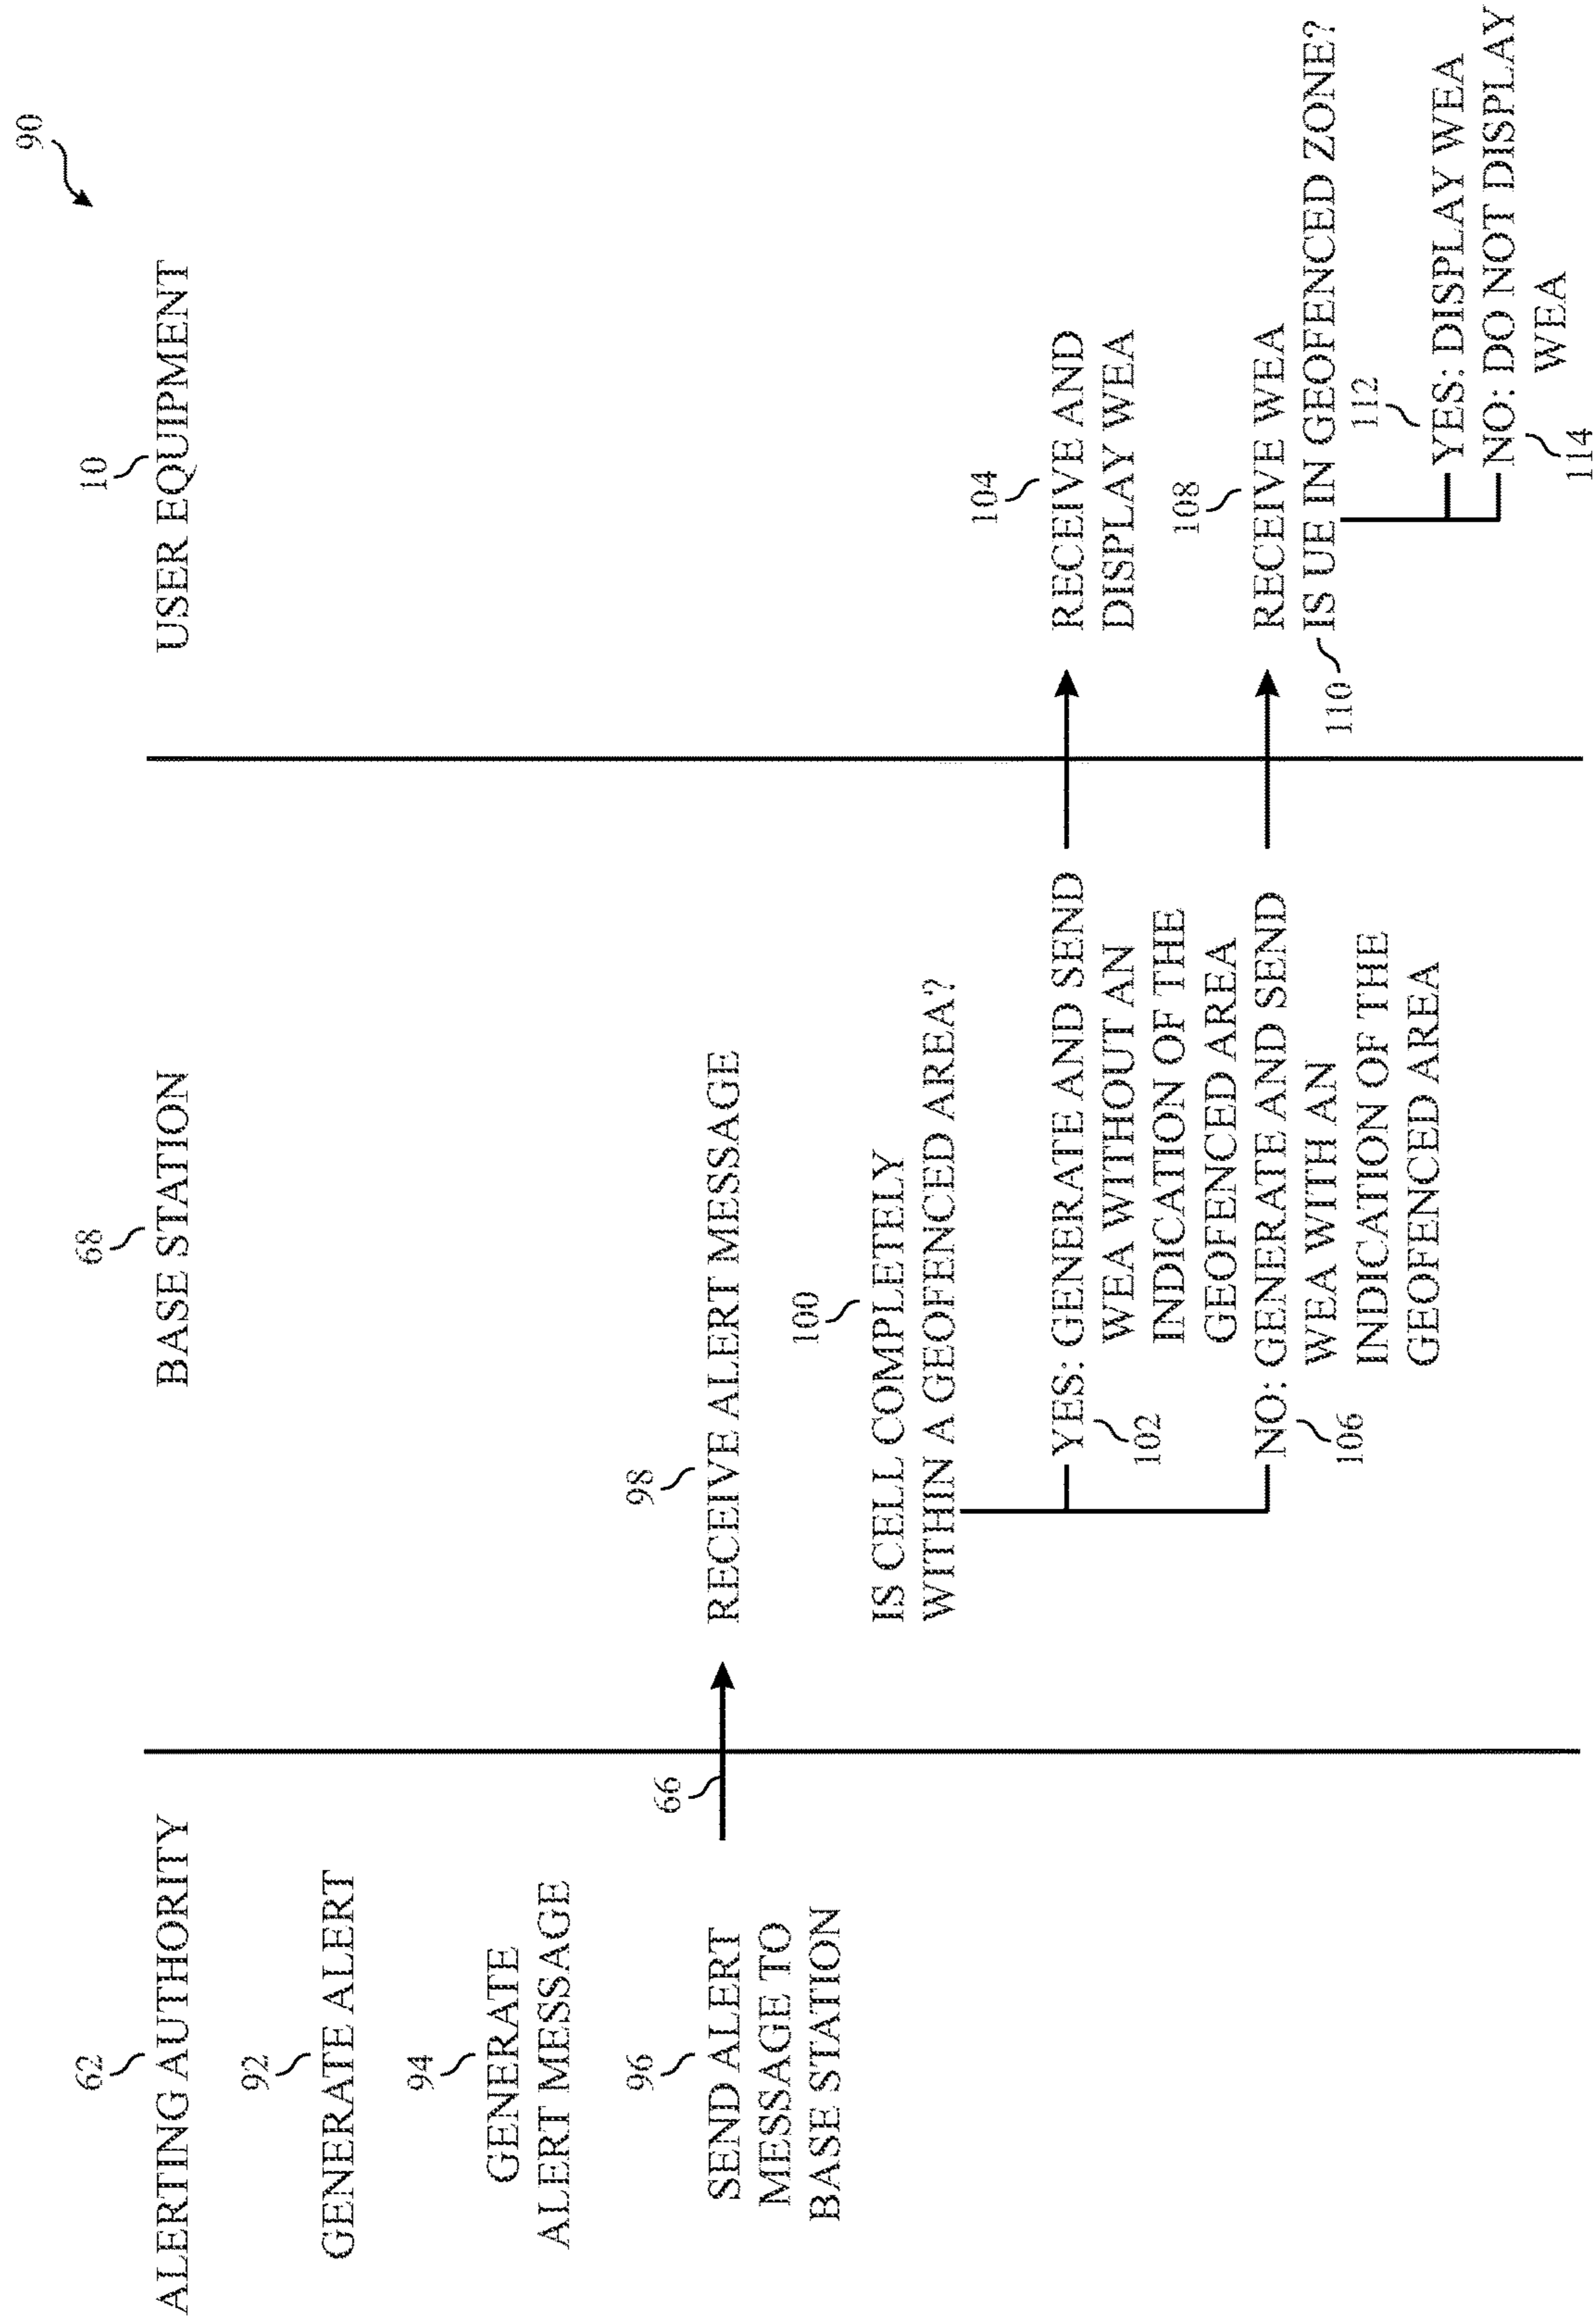 90
62
ALERTING AUTHORITY
92
GENERATE ALERT
94
GENERATE
ALERT MESSAGE
96
SEND ALERT
MESSAGE TO
BASE STATION
66
68
BASE STATION
98
RECEIVE ALERT MESSAGE
100
IS CELL COMPLETELY
WITHIN A GEOFENCED AREA?
YES: GENERATE AND SEND
WEA WITHOUT AN
INDICATION OF THE
GEOFENCED AREA
102
NO: GENERATE AND SEND
WEA WITH AN
INDICATION OF THE
GEOFENCED AREA
106
10
USER EQUIPMENT
104
RECEIVE AND
DISPLAY WEA
108
RECEIVE WEA
IS UE IN GEOFENCED ZONE?
110
112
YES: DISPLAY WEA
NO: DO NOT DISPLAY
WEA
114